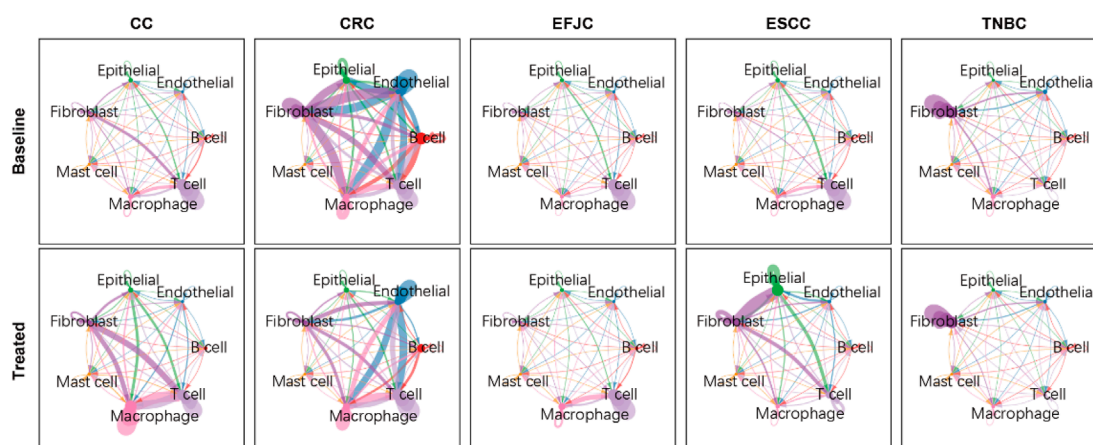 CC CRC EFJC ESCC TNBC
Baseline
Epithelial Endothelial Fibroblast B cell Mast cell T cell Macrophage
Epithelial Endothelial Fibroblast B cell Mast cell T cell Macrophage
Epithelial Endothelial Fibroblast B cell Mast cell T cell Macrophage
Epithelial Endothelial Fibroblast B cell Mast cell T cell Macrophage
Epithelial Endothelial Fibroblast B cell Mast cell T cell Macrophage
Treated
Epithelial Endothelial Fibroblast B cell Mast cell T cell Macrophage
Epithelial Endothelial Fibroblast B cell Mast cell T cell Macrophage
Epithelial Endothelial Fibroblast B cell Mast cell T cell Macrophage
Epithelial Endothelial Fibroblast B cell Mast cell T cell Macrophage
Epithelial Endothelial Fibroblast B cell Mast cell T cell Macrophage